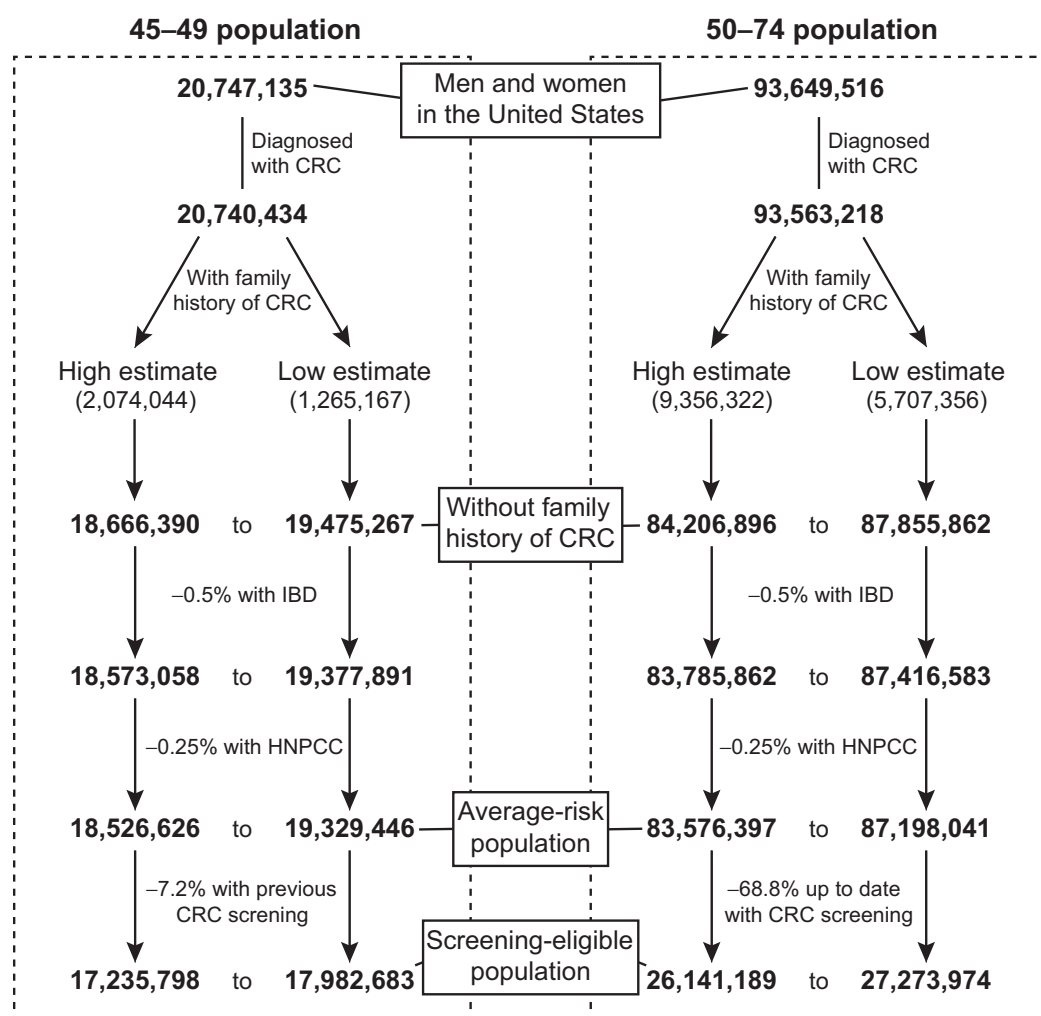 45–49 population
50–74 population
20,747,135
Men and women
in the United States
93,649,516
Diagnosed
with CRC
Diagnosed
with CRC
20,740,434
93,563,218
With family
history of CRC
With family
history of CRC
High estimate
(2,074,044)
Low estimate
(1,265,167)
High estimate
(9,356,322)
Low estimate
(5,707,356)
18,666,390 to 19,475,267
Without family
history of CRC
84,206,896 to 87,855,862
–0.5% with IBD
–0.5% with IBD
18,573,058 to 19,377,891
83,785,862 to 87,416,583
–0.25% with HNPCC
–0.25% with HNPCC
18,526,626 to 19,329,446
Average-risk
population
83,576,397 to 87,198,041
–7.2% with previous
CRC screning
–68.8% up to date
with CRC screening
17,235,798 to 17,982,683
Screening-eligible
population
26,141,189 to 27,273,974